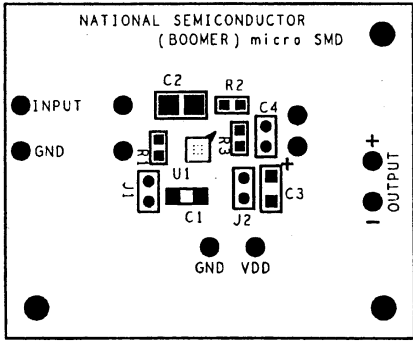 NATIONAL SEMICONDUCTOR
(BOOMER) micro SMD
C2
R2
INPUT
C4
GND
R1
R3
+
+
U1
J1
C1
J2
C3
OUTPUT
-
GND VDD